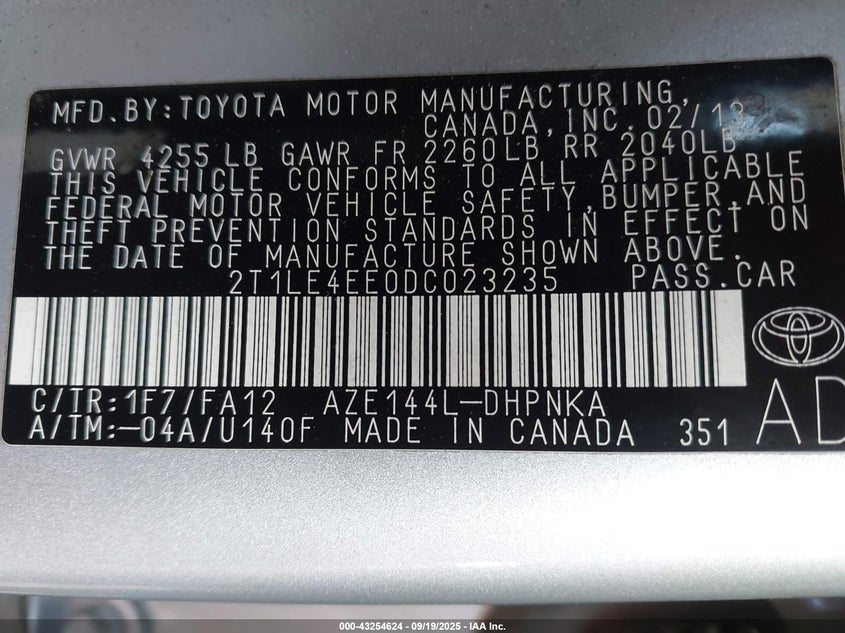 MFD.BY:TOYOTA MOTOR MANUFACTURING,
CANADA,INC.02/13
GVWR 4255LB GAWR FR 2260LB RR 2040LB
THIS VEHICLE CONFORMS TO ALL APPLICABLE
FEDERAL MOTOR VEHICLE SAFETY,BUMPER,AND
THEFT PREVENTION STANDARDS IN EFFECT ON
THE DATE OF MANUFACTURE SHOWN ABOVE.
2T1LE4EE0DC023235 PASS.CAR
C/TR:1F7/FA12 AZE144L-DHPNKA
A/TM:-04A/U140F MADE IN CANADA 351
AD
000-43254624 | 09/19/2025 | IAA Inc.